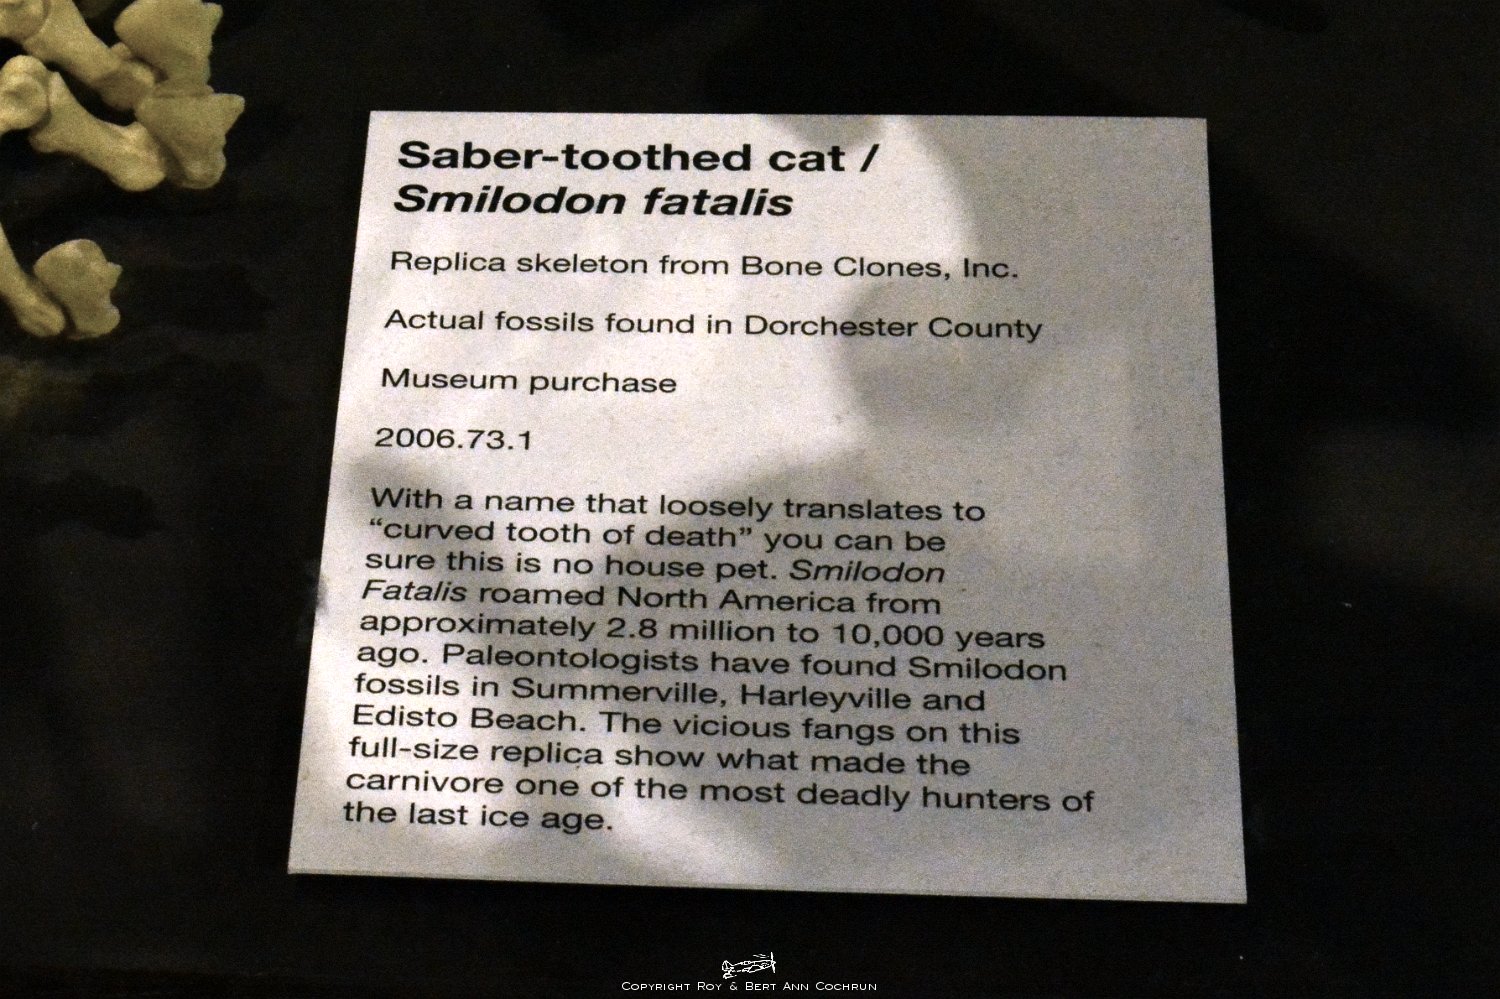 Saber-toothed cat /
Smilodon fatalis
Replica skeleton from Bone Clones, Inc.
Actual fossils found in Dorchester County
Museum purchase
2006.73.1
With a name that loosely translates to
“curved tooth of death” you can be
sure this is no house pet. Smilodon
Fatalis roamed North America from
approximately 2.8 million to 10,000 years
ago. Paleontologists have found Smilodon
fossils in Summerville, Harleyville and
Edisto Beach. The vicious fangs on this
full-size replica show what made the
carnivore one of the most deadly hunters of
the last ice age.
Copyright Roy & Bert Ann Cochrun